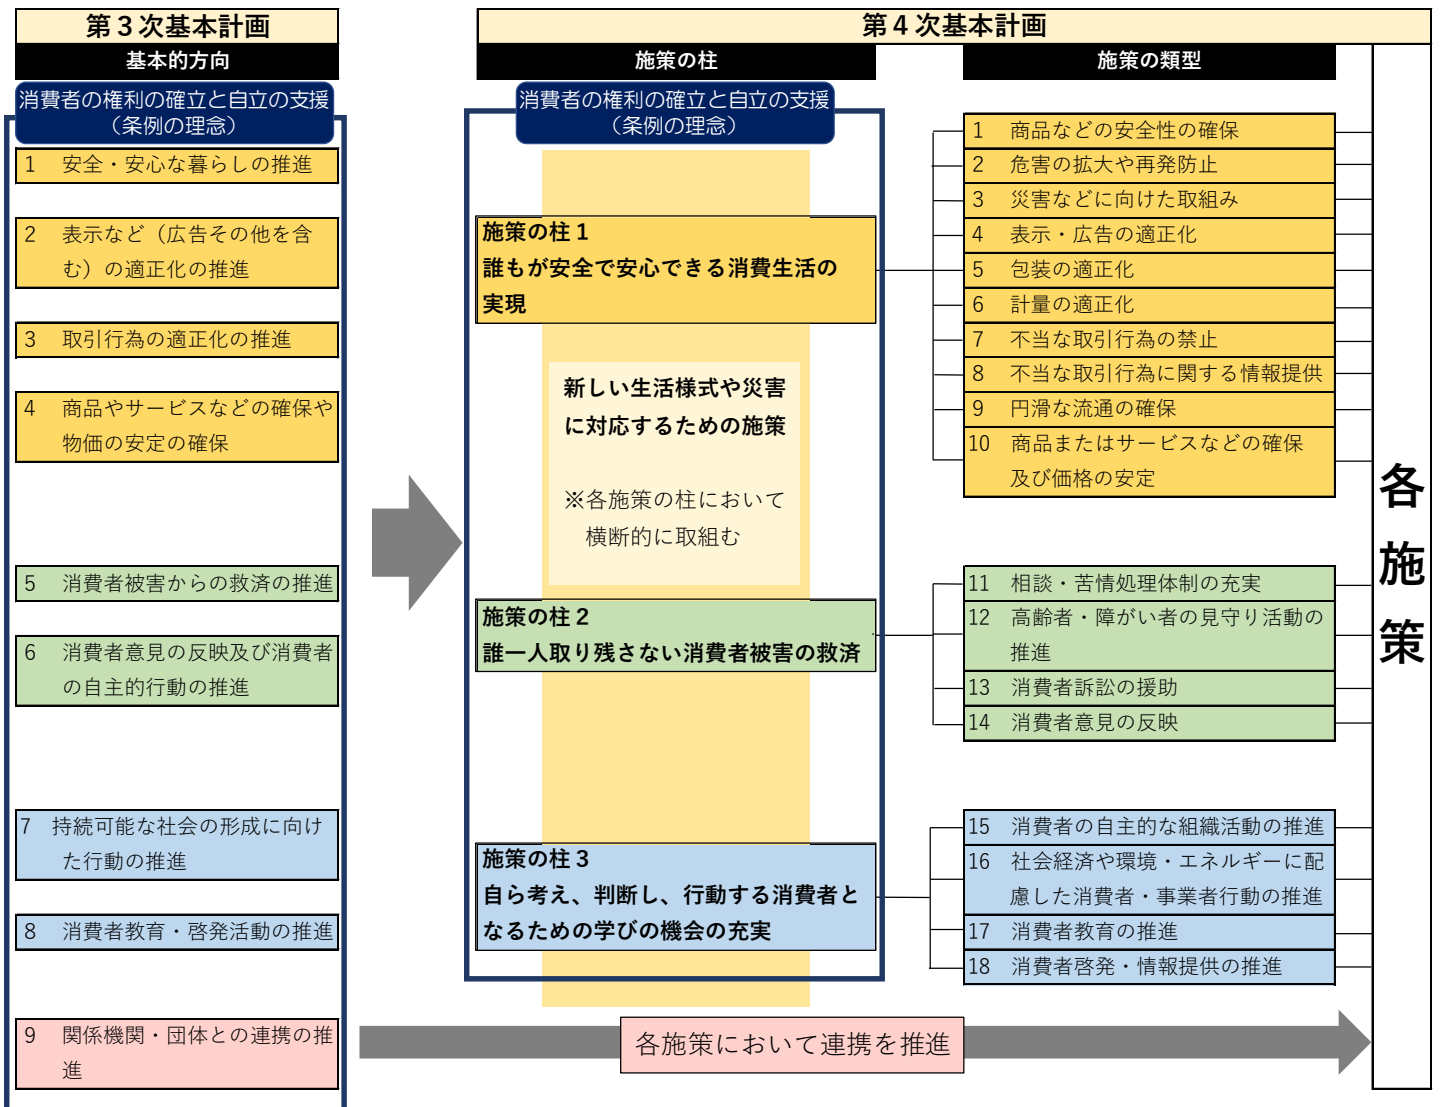 第３次基本計画
基本的方向
消費者の権利の確立と自立の支援
（条例の理念）
1 安全・安心な暮らしの推進
2 表示など（広告その他を含
む）の適正化の推進
3 取引行為の適正化の推進
4 商品やサービスなどの確保や
物価の安定の確保
5 消費者被害からの救済の推進
6 消費者意見の反映及び消費者
の自主的行動の推進
7 持続可能な社会の形成に向け
た行動の推進
8 消費者教育・啓発活動の推進
9 関係機関・団体との連携の推
進
第４次基本計画
施策の柱
消費者の権利の確立と自立の支援
（条例の理念）
施策の柱１
誰もが安全で安心できる消費生活の
実現
新しい生活様式や災害
に対応するための施策
※各施策の柱において
横断的に取組む
施策の柱２
誰一人取り残さない消費者被害の救済
施策の柱３
自ら考え、判断し、行動する消費者と
なるための学びの機会の充実
施策の類型
1 商品などの安全性の確保
2 危害の拡大や再発防止
3 災害などに向けた取組み
4 表示・広告の適正化
5 包装の適正化
6 計量の適正化
7 不当な取引行為の禁止
8 不当な取引行為に関する情報提供
9 円滑な流通の確保
10 商品またはサービスなどの確保
及び価格の安定
11 相談・苦情処理体制の充実
12 高齢者・障がい者の見守り活動の
推進
13 消費者訴訟の援助
14 消費者意見の反映
15 消費者の自主的な組織活動の推進
16 社会経済や環境・エネルギーに配
慮した消費者・事業者行動の推進
17 消費者教育の推進
18 消費者啓発・情報提供の推進
各施策において連携を推進
各施策